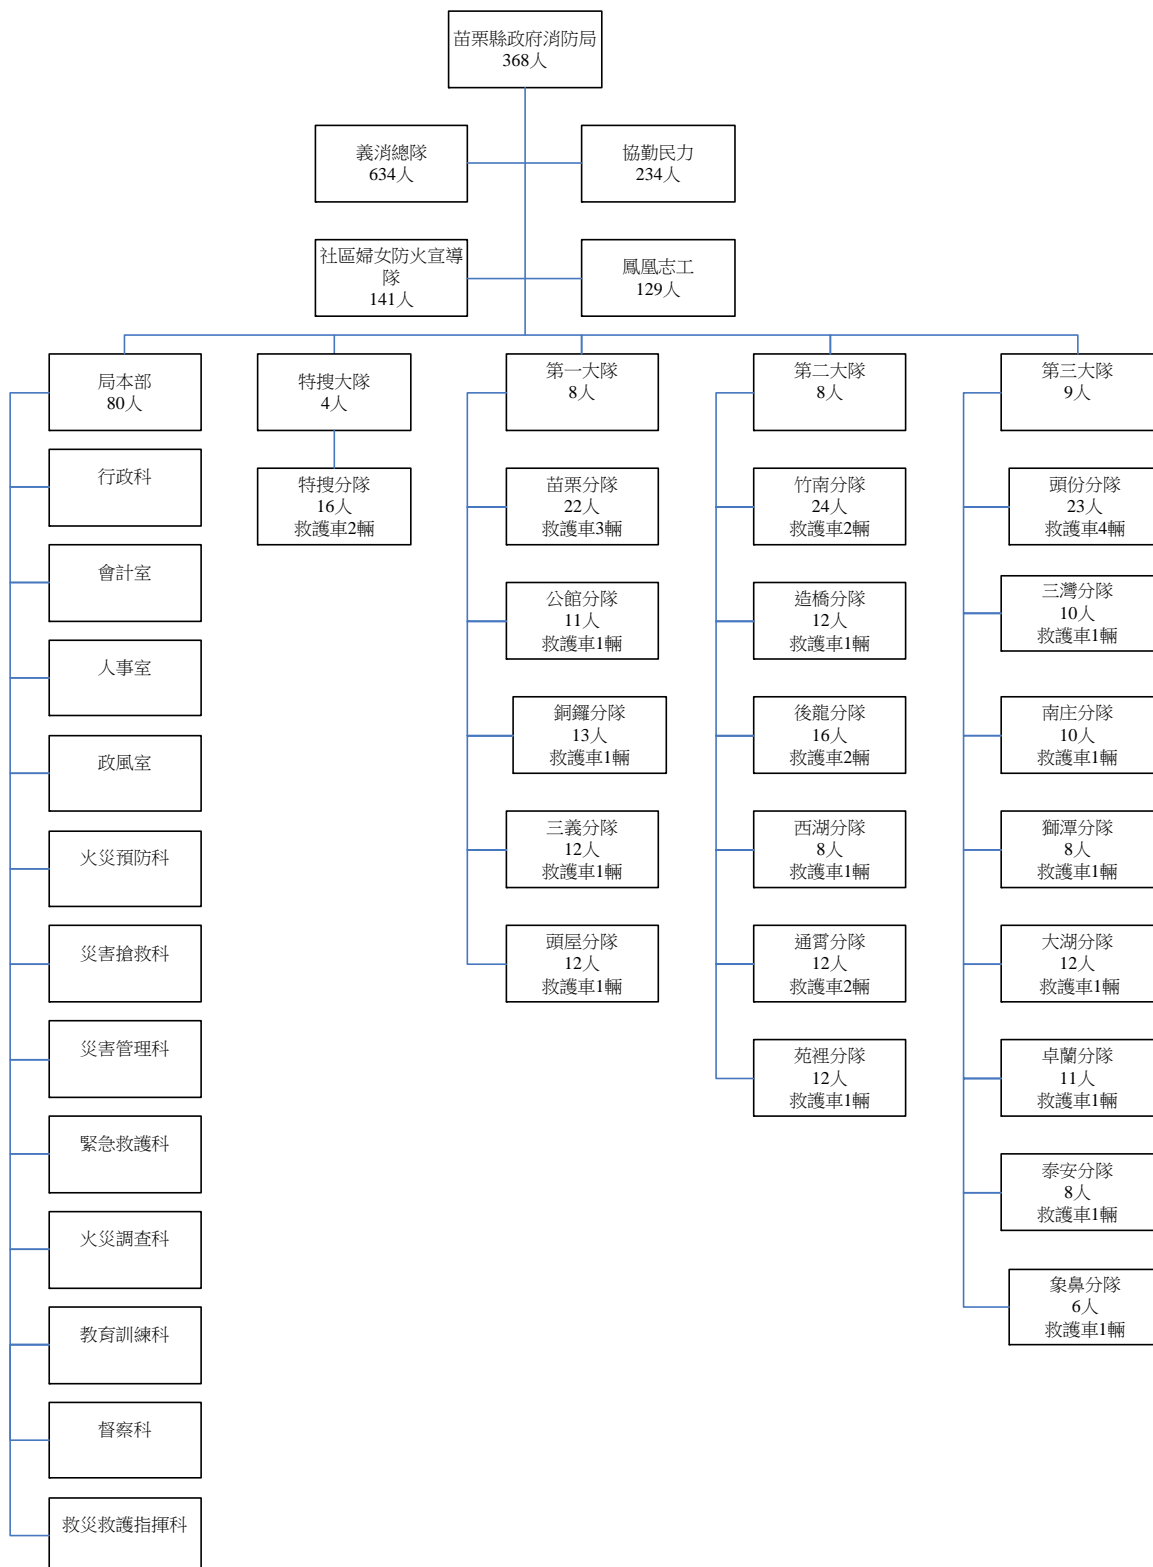 苗栗縣政府消防局
368人
義消總隊
634人
協勤民力
234人
社區婦女防火宣導
隊
141人
鳳凰志工
129人
局本部
80人
行政科
會計室
人事室
政風室
火災預防科
災害搶救科
災害管理科
緊急救護科
火災調查科
教育訓練科
督察科
救災救護指揮科
特搜大隊
4人
特搜分隊
16人
救護車2輛
第一大隊
8人
苗栗分隊
22人
救護車3輛
公館分隊
11人
救護車1輛
銅鑼分隊
13人
救護車1輛
三義分隊
12人
救護車1輛
頭屋分隊
12人
救護車1輛
第二大隊
8人
竹南分隊
24人
救護車2輛
造橋分隊
12人
救護車1輛
後龍分隊
16人
救護車2輛
西湖分隊
8人
救護車1輛
通霄分隊
12人
救護車2輛
苑裡分隊
12人
救護車1輛
第三大隊
9人
頭份分隊
23人
救護車4輛
三灣分隊
10人
救護車1輛
南庄分隊
10人
救護車1輛
獅潭分隊
8人
救護車1輛
大湖分隊
12人
救護車1輛
卓蘭分隊
11人
救護車1輛
泰安分隊
8人
救護車1輛
象鼻分隊
6人
救護車1輛